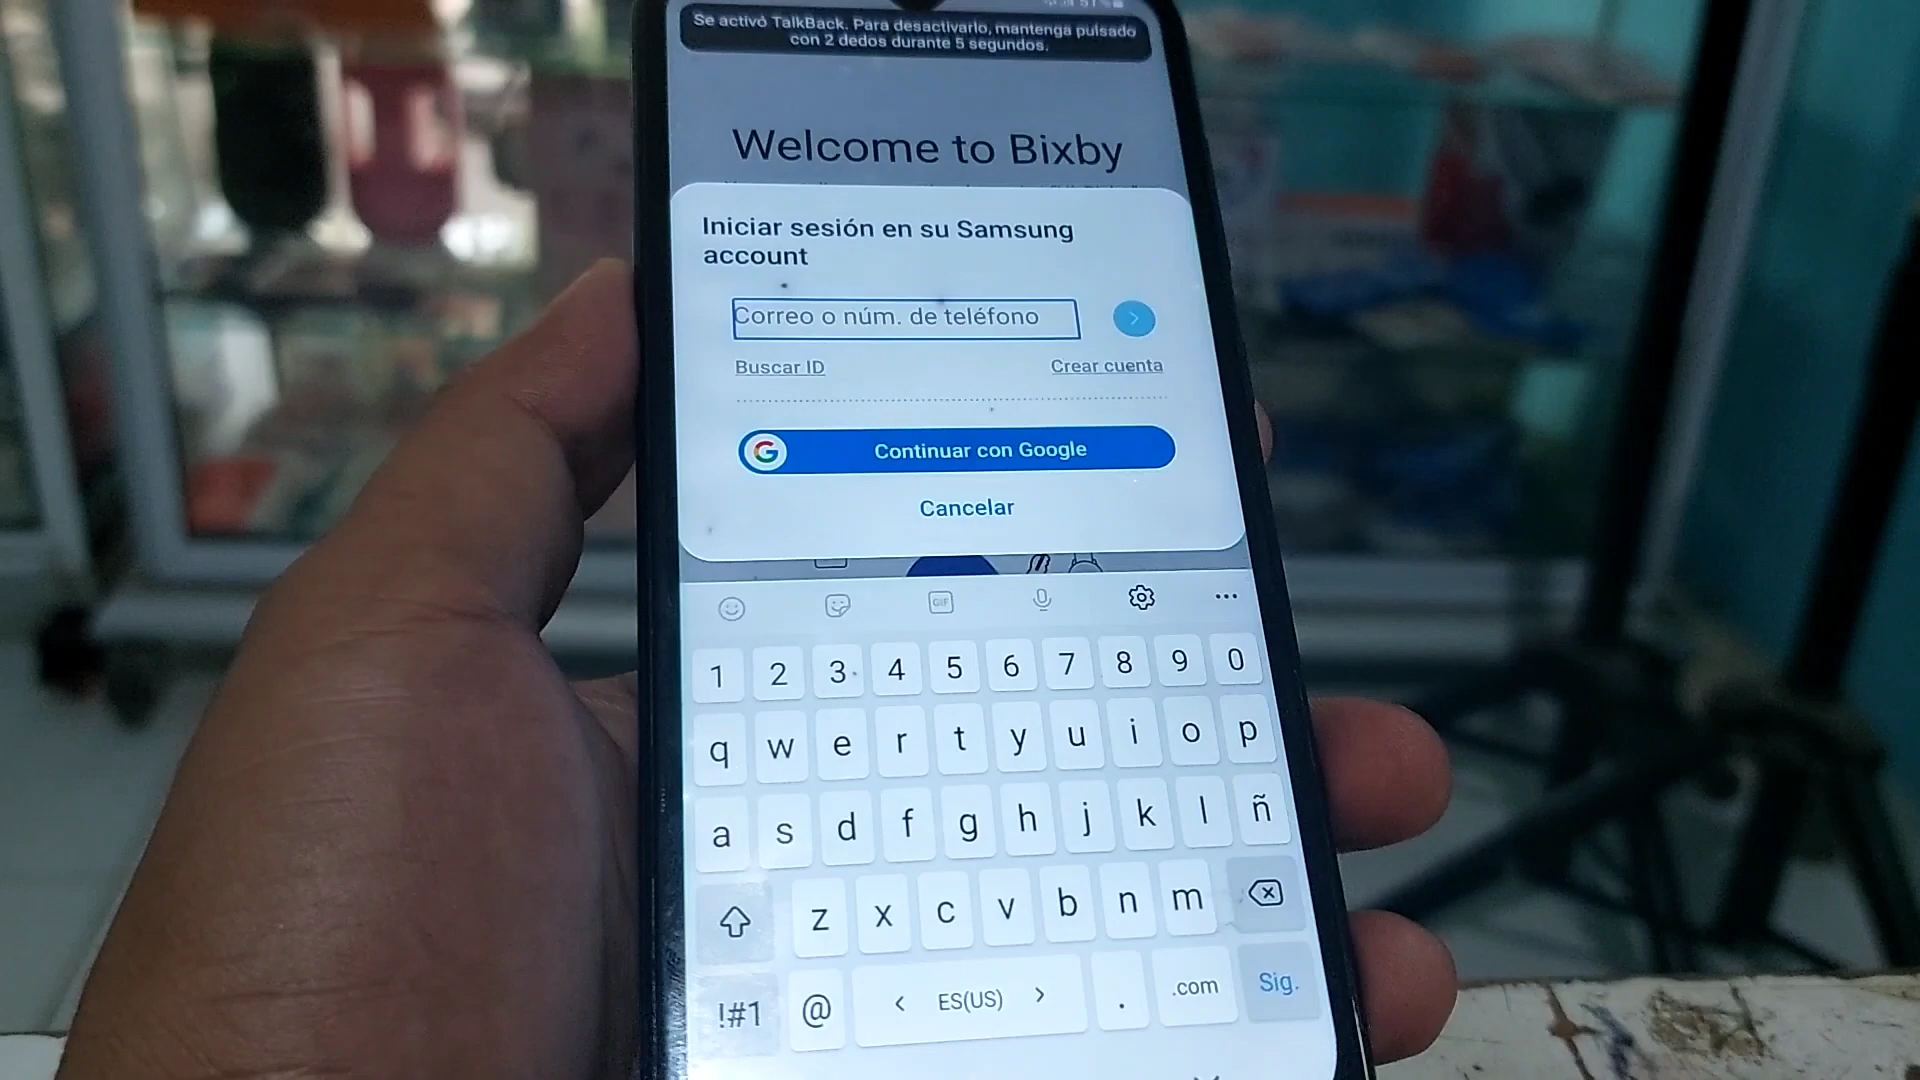 Se activó TalkBack. Para desactivarlo, mantenga pulsado
con 2 dedos durante 5 segundos.
Welcome to Bixby
Iniciar sesión en su Samsung
account
Correo o núm. de teléfono
Buscar ID
Crear cuenta
Continuar con Google
Cancelar
GIF
1 2 3 4 5 6 7 8 9 0
q w e r t y u i o p
a s d f g h j k l ñ
z x c v b n m
!#1 @ < ES(US) > . .com Sig.